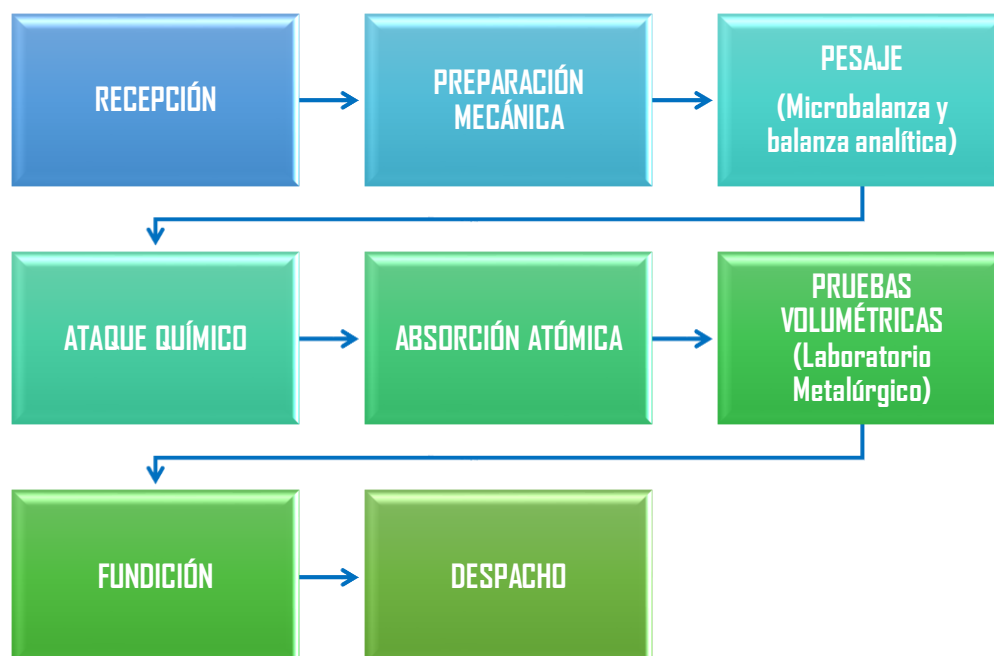 RECEPCIÓN
PREPARACIÓN
MECÁNICA
PESAJE
(Microbalanza y
balanza analítica)
ATAQUE QUÍMICO
ABSORCIÓN ATÓMICA
PRUEBAS
VOLUMÉTRICAS
(Laboratorio
Metalúrgico)
FUNDICIÓN
DESPACHO